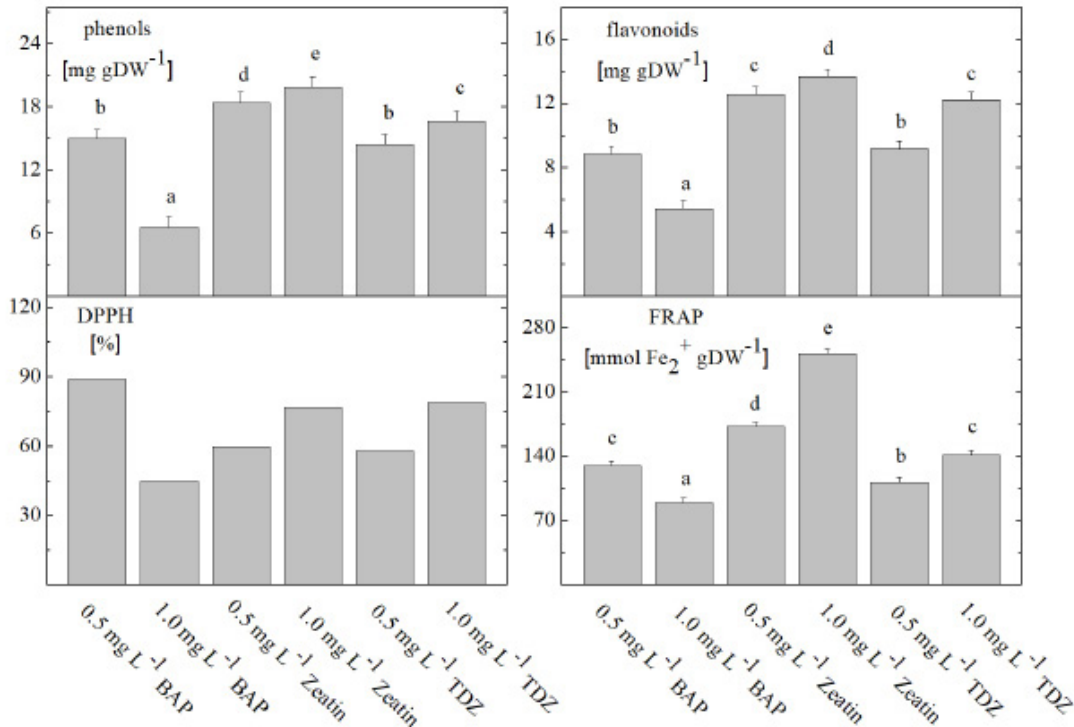 phenols
[mg gDW⁻¹]
24
18
12
6
b
a
d
e
b
c
flavonoids
[mg gDW⁻¹]
16
12
8
4
b
a
c
d
b
c
DPPH
[%]
120
90
60
30
FRAP
[mmol Fe₂⁺ gDW⁻¹]
280
210
140
70
c
a
d
e
b
c
0.5 mg L⁻¹ BAP
1.0 mg L⁻¹ BAP
0.5 mg L⁻¹ Zeatin
1.0 mg L⁻¹ Zeatin
0.5 mg L⁻¹ TDZ
1.0 mg L⁻¹ TDZ
0.5 mg L⁻¹ BAP
1.0 mg L⁻¹ BAP
0.5 mg L⁻¹ Zeatin
1.0 mg L⁻¹ Zeatin
0.5 mg L⁻¹ TDZ
1.0 mg L⁻¹ TDZ